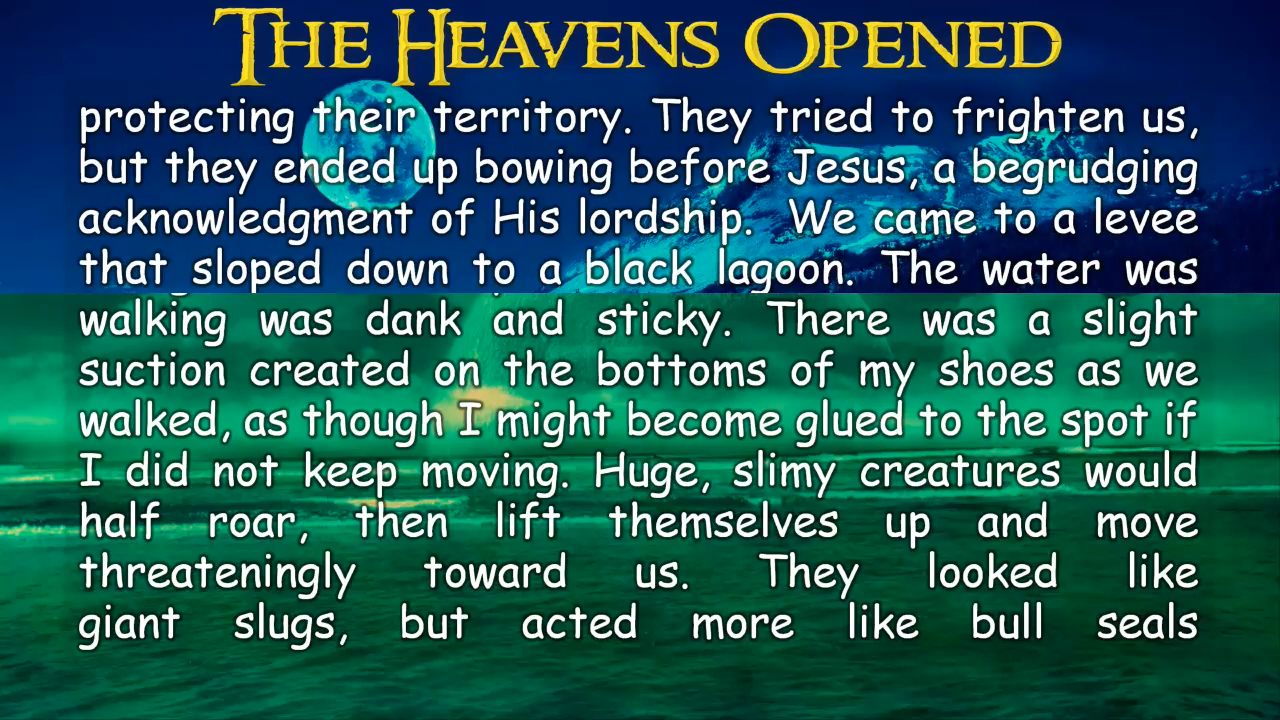 THE HEAVENS OPENED
protecting their territory. They tried to frighten us,
but they ended up bowing before Jesus, a begrudging
acknowledgment of His lordship. We came to a levee
that sloped down to a black lagoon. The water was
walking was dank and sticky. There was a slight
suction created on the bottoms of my shoes as we
walked, as though I might become glued to the spot if
I did not keep moving. Huge, slimy creatures would
half roar, then lift themselves up and move
threateningly toward us. They looked like
giant slugs, but acted more like bull seals